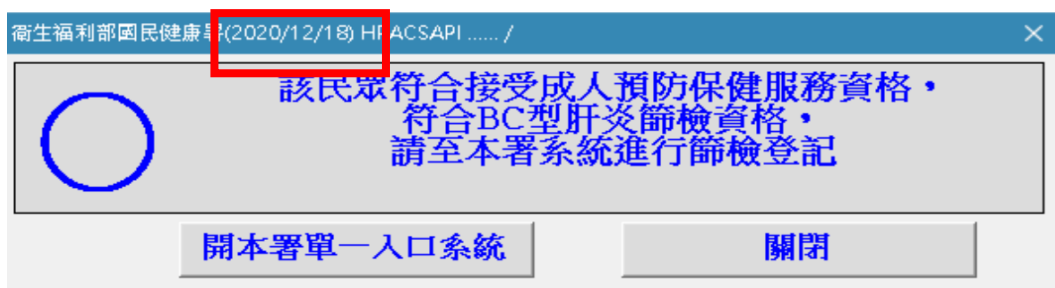 衛生福利部國民健康署(2020/12/18) HPACSAPI ...... /
該民眾符合接受成人預防保健服務資格，
符合BC型肝炎篩檢資格，
請至本署系統進行篩檢登記
開本署單一入口系統
關閉